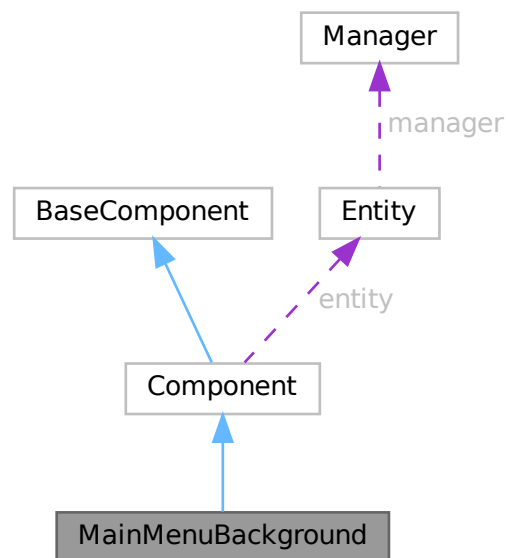 Manager
manager
BaseComponent
Entity
entity
Component
MainMenuBackground